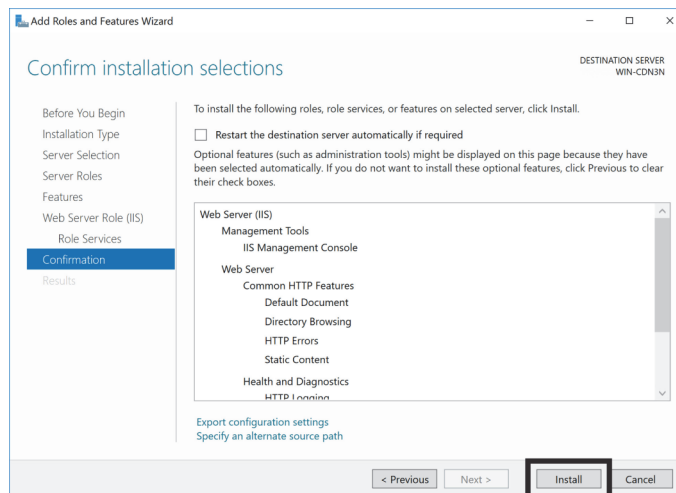 Add Roles and Features Wizard
Confirm installation selections
DESTINATION SERVER
WIN-CDN3N
Before You Begin
Installation Type
Server Selection
Server Roles
Features
Web Server Role (IIS)
Role Services
Confirmation
Results
To install the following roles, role services, or features on selected server, click Install.
Restart the destination server automatically if required
Optional features (such as administration tools) might be displayed on this page because they have
been selected automatically. If you do not want to install these optional features, click Previous to clear
their check boxes.
Web Server (IIS)
Management Tools
IIS Management Console
Web Server
Common HTTP Features
Default Document
Directory Browsing
HTTP Errors
Static Content
Health and Diagnostics
HTTP Logging
Export configuration settings
Specify an alternate source path
< Previous
Next >
Install
Cancel